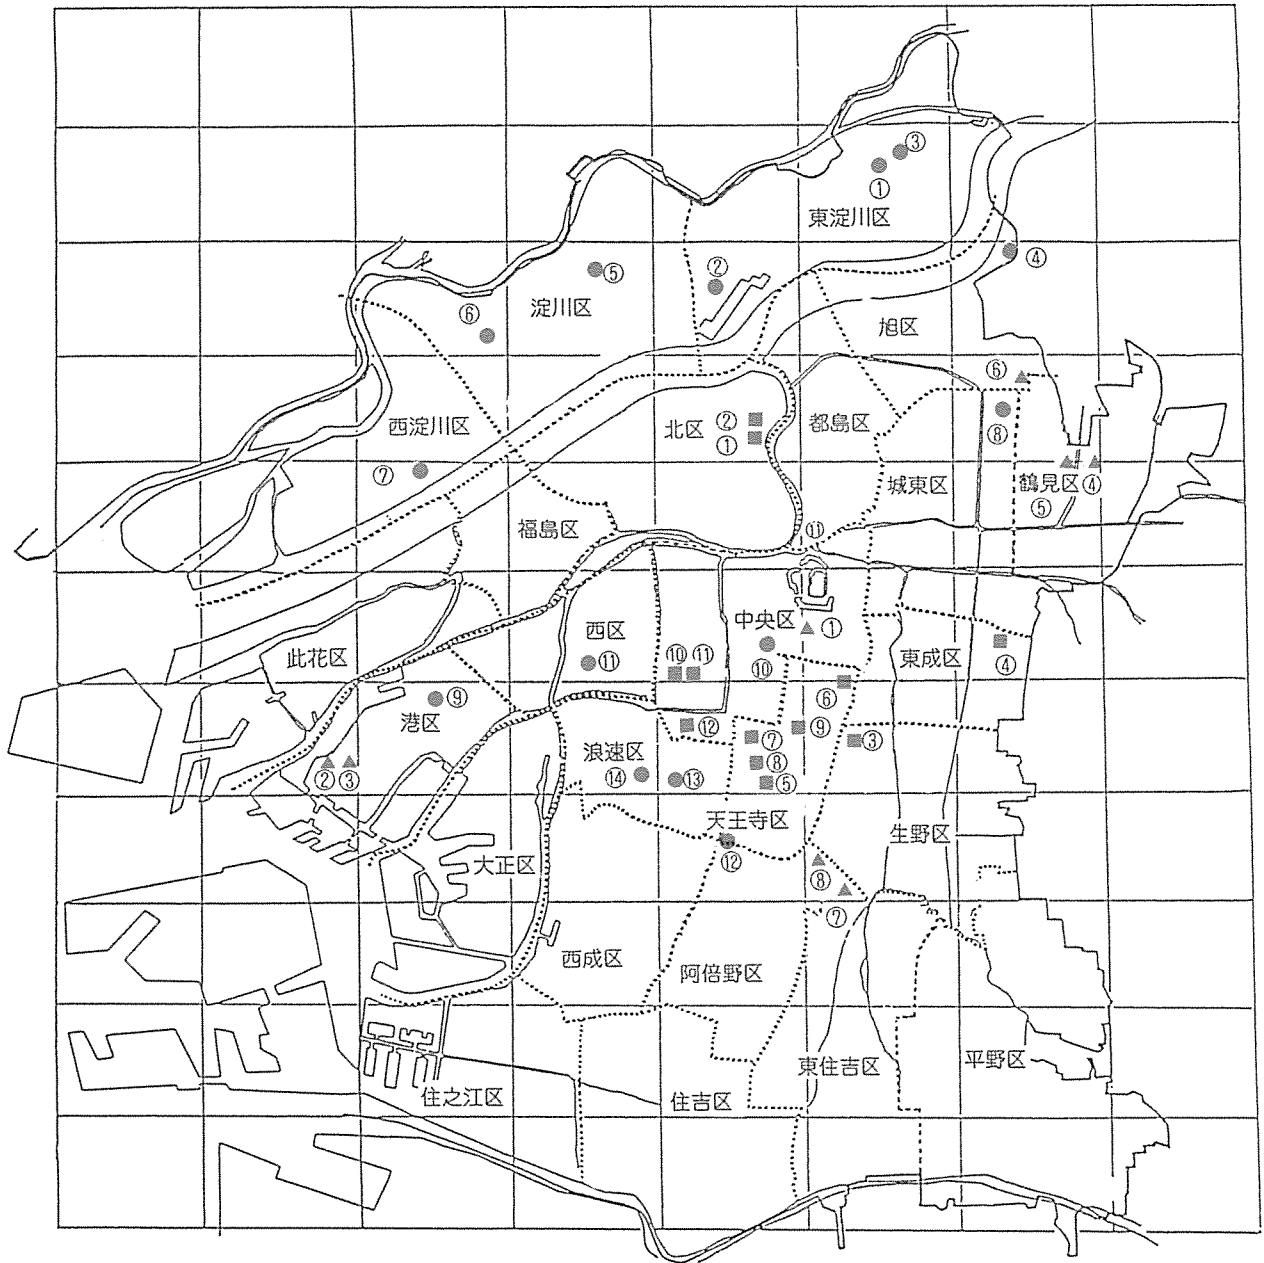 ③
①
東淀川区
④
⑤
②
淀川区
⑥
旭区
⑥
西淀川区
北区
②
①
都島区
⑧
⑦
城東区
鶴見区
④
⑤
福島区
⑪
西区
中央区
①
此花区
⑪
⑩
⑪
⑩
東成区
④
⑨
港区
⑥
⑫
⑦
⑨
③
浪速区
⑭
⑬
⑧
⑤
②
③
天王寺区
生野区
⑫
大正区
⑧
⑦
西成区
阿倍野区
東住吉区
平野区
住之江区
住吉区